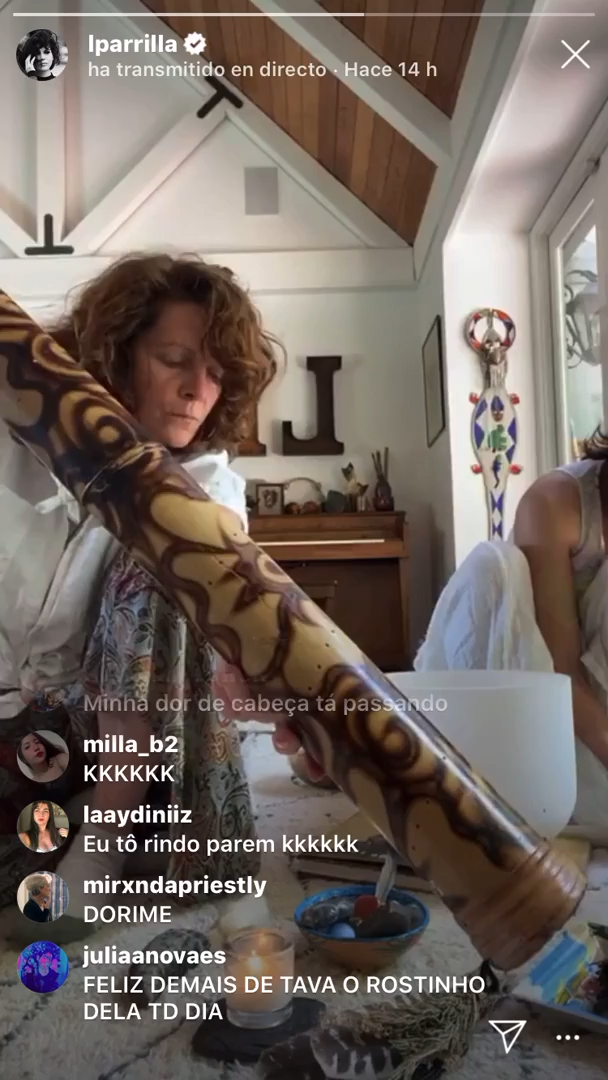 lparrilla
ha transmitido en directo · Hace 14 h
J
Minha dor de cabeça tá passando
milla_b2
KKKKKK
laaydiniiz
Eu tô rindo parem kkkkkk
mirxndapriestly
DORIME
juliaanovaes
FELIZ DEMAIS DE TAVA O ROSTINHO
DELA TD DIA